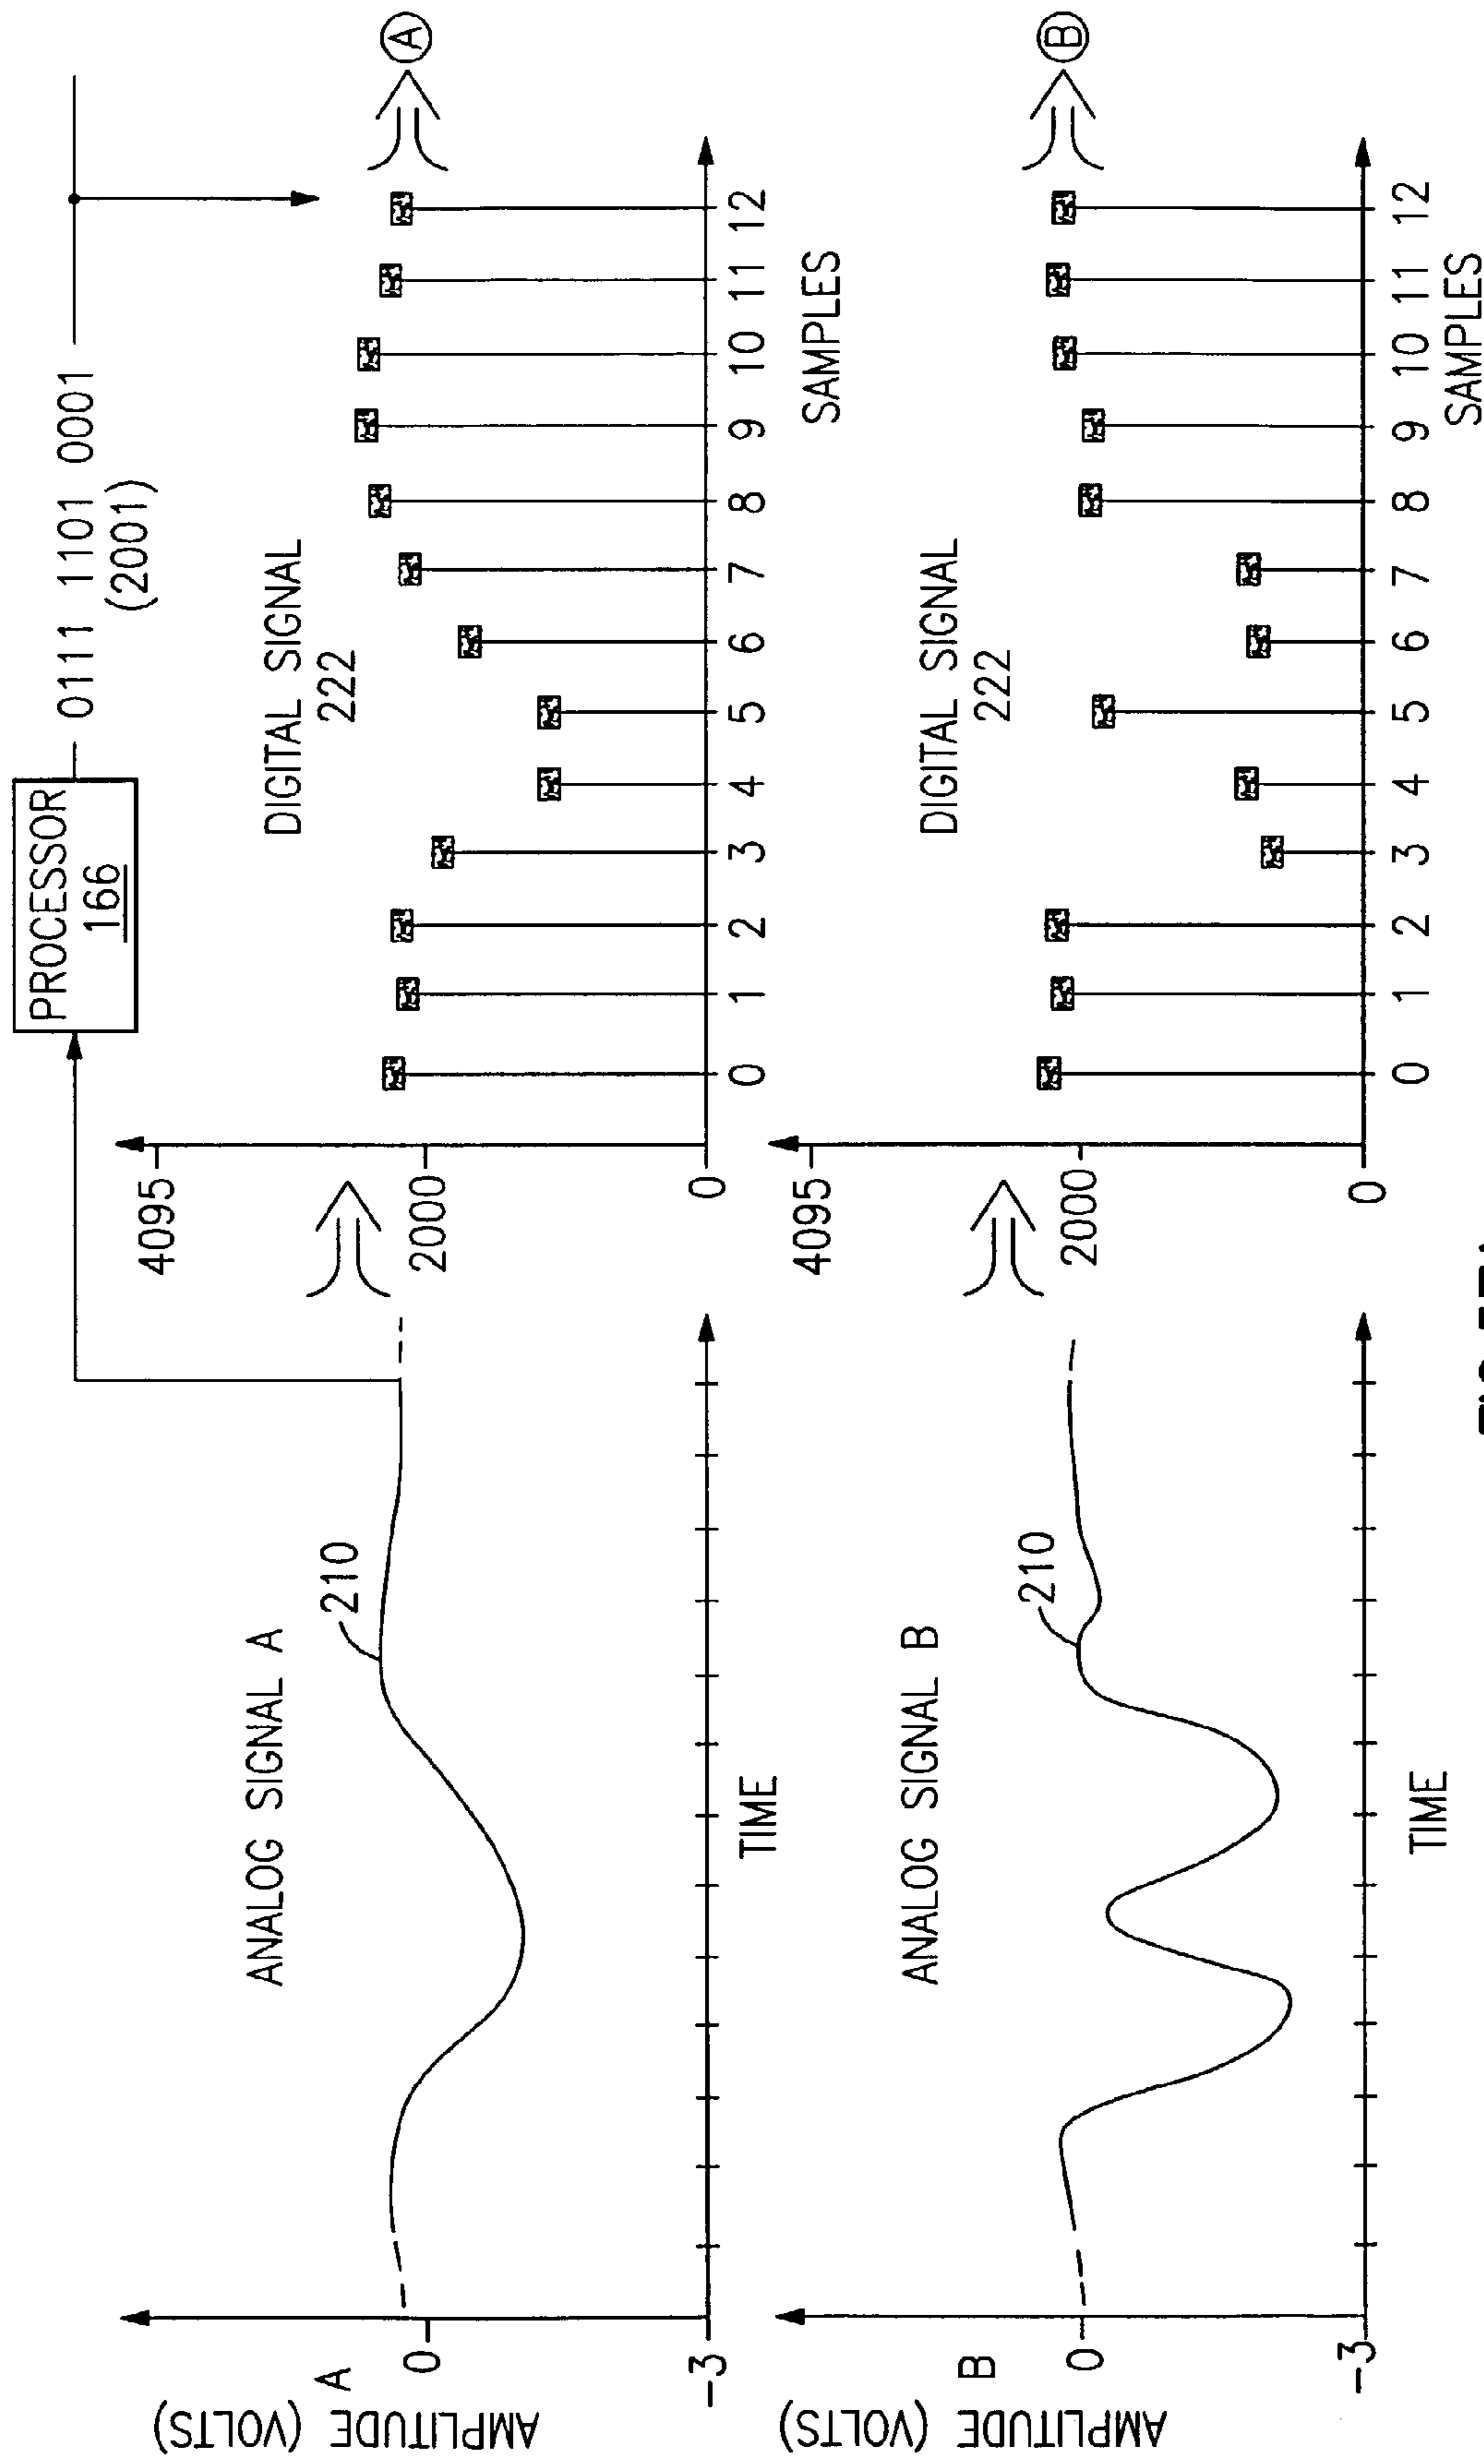 PROCESSOR
166
0111 1101 0001
(2001)
ANALOG SIGNAL A
210
A
AMPLITUDE (VOLTS)
0
-3
TIME
DIGITAL SIGNAL
222
4095
2000
0
0 1 2 3 4 5 6 7 8 9 10 11 12
SAMPLES
A
ANALOG SIGNAL B
210
B
AMPLITUDE (VOLTS)
0
-3
TIME
DIGITAL SIGNAL
222
4095
2000
0
0 1 2 3 4 5 6 7 8 9 10 11 12
SAMPLES
B